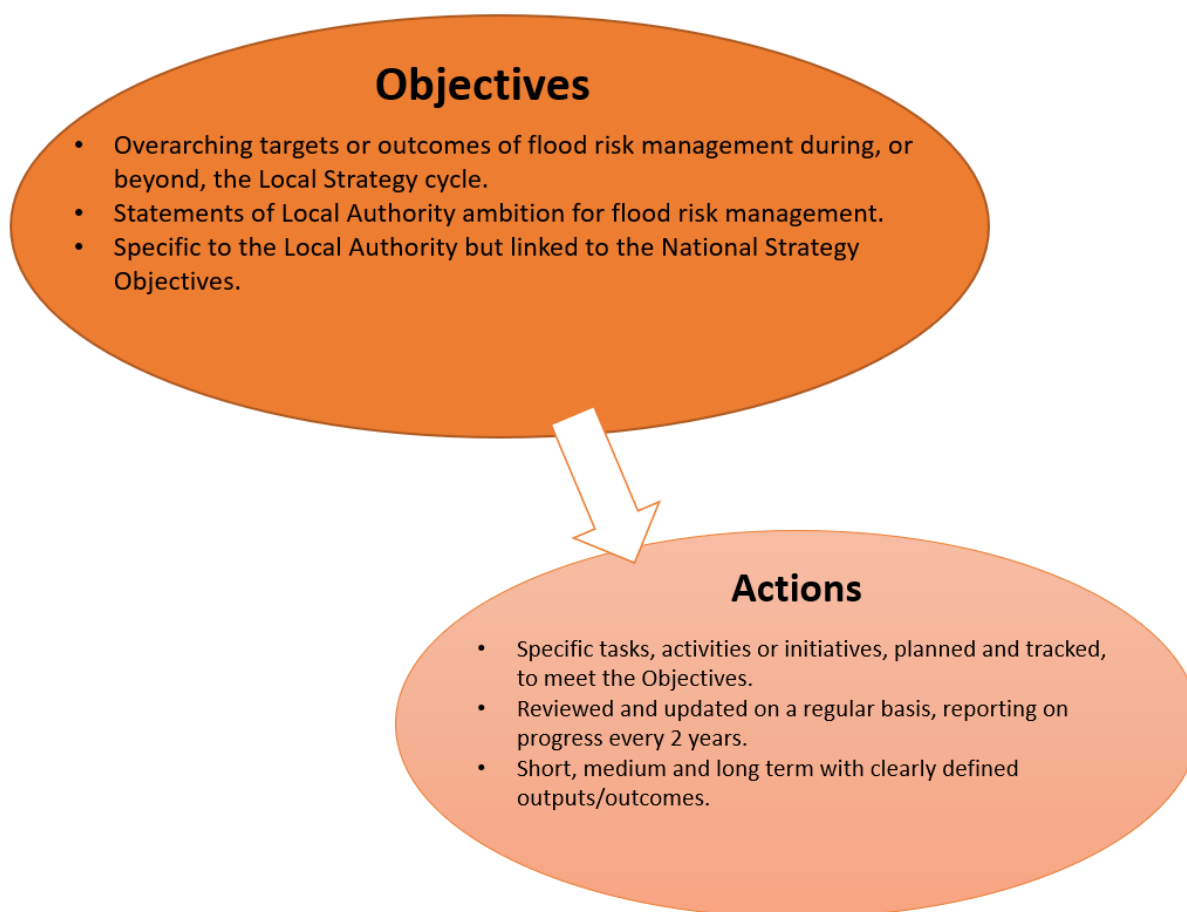 Objectives
• Overarching targets or outcomes of flood risk management during, or
beyond, the Local Strategy cycle.
• Statements of Local Authority ambition for flood risk management.
• Specific to the Local Authority but linked to the National Strategy
Objectives.
Actions
• Specific tasks, activities or initiatives, planned and tracked,
to meet the Objectives.
• Reviewed and updated on a regular basis, reporting on
progress every 2 years.
• Short, medium and long term with clearly defined
outputs/outcomes.